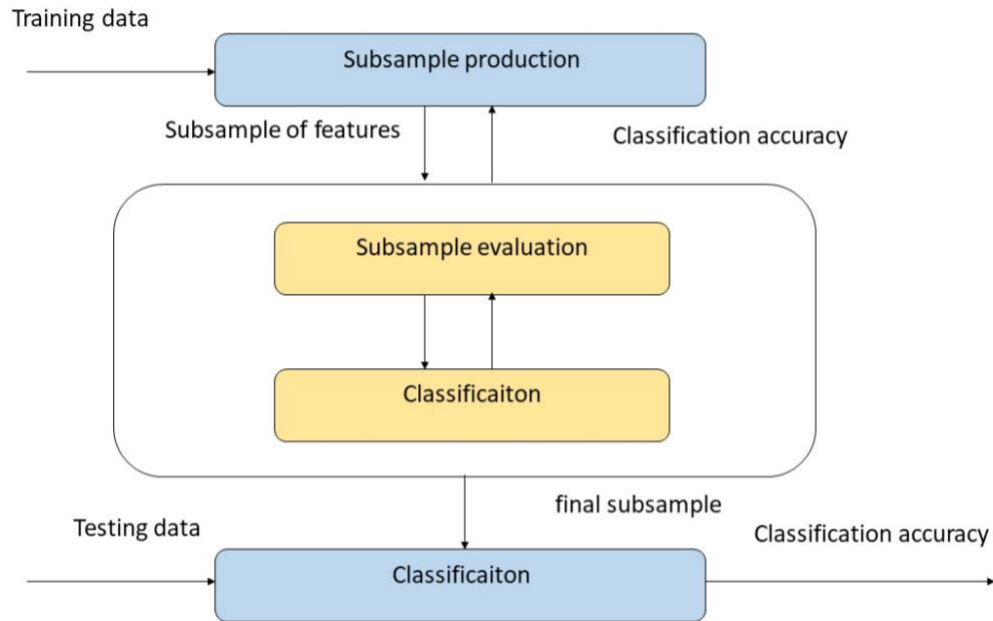 Training data
Subsample production
Subsample of features
Classification accuracy
Subsample evaluation
Classificaiton
final subsample
Testing data
Classification accuracy
Classificaiton